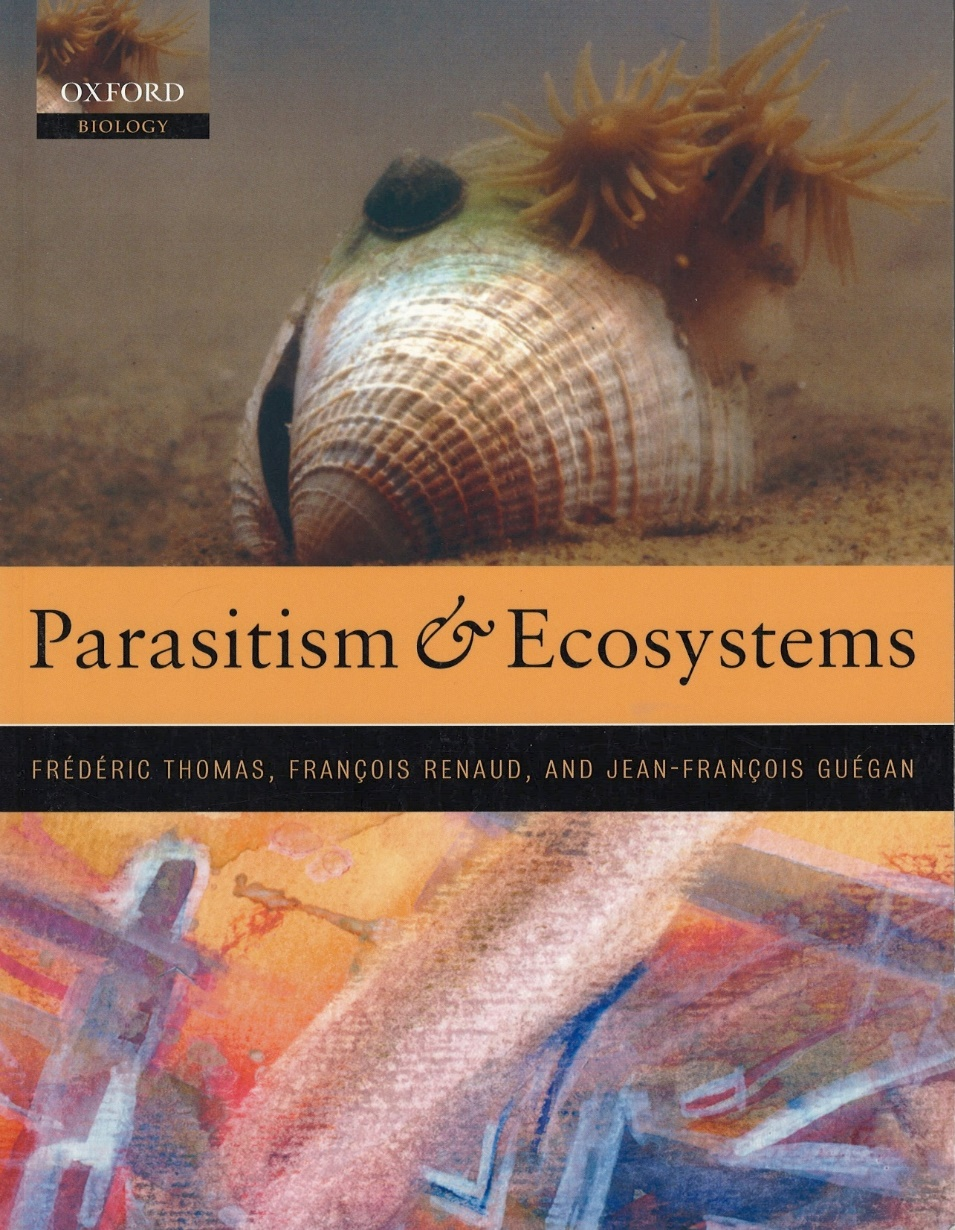 OXFORD
BIOLOGY
Parasitism & Ecosystems
FRÉDÉRIC THOMAS, FRANÇOIS RENAUD, AND JEAN-FRANÇOIS GUÉGAN